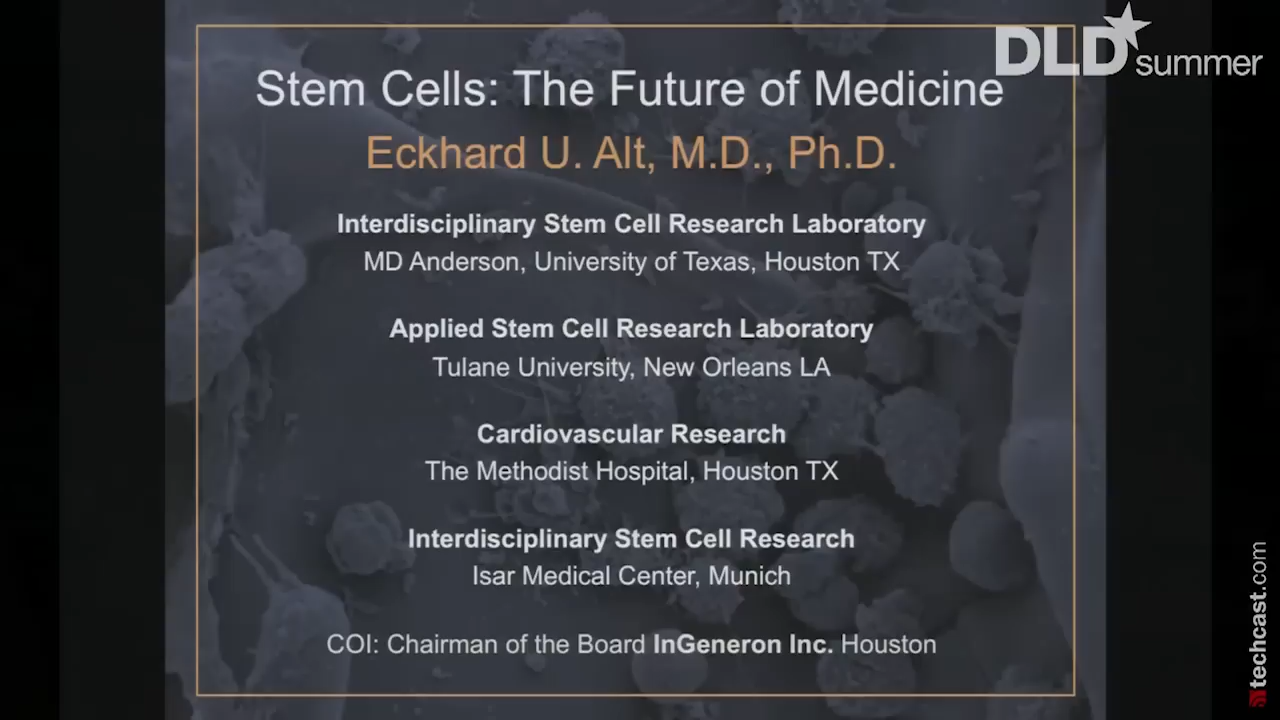 DLD summer
Stem Cells: The Future of Medicine
Eckhard U. Alt, M.D., Ph.D.
Interdisciplinary Stem Cell Research Laboratory
MD Anderson, University of Texas, Houston TX
Applied Stem Cell Research Laboratory
Tulane University, New Orleans LA
Cardiovascular Research
The Methodist Hospital, Houston TX
Interdisciplinary Stem Cell Research
Isar Medical Center, Munich
COI: Chairman of the Board InGeneron Inc. Houston
techcast.com